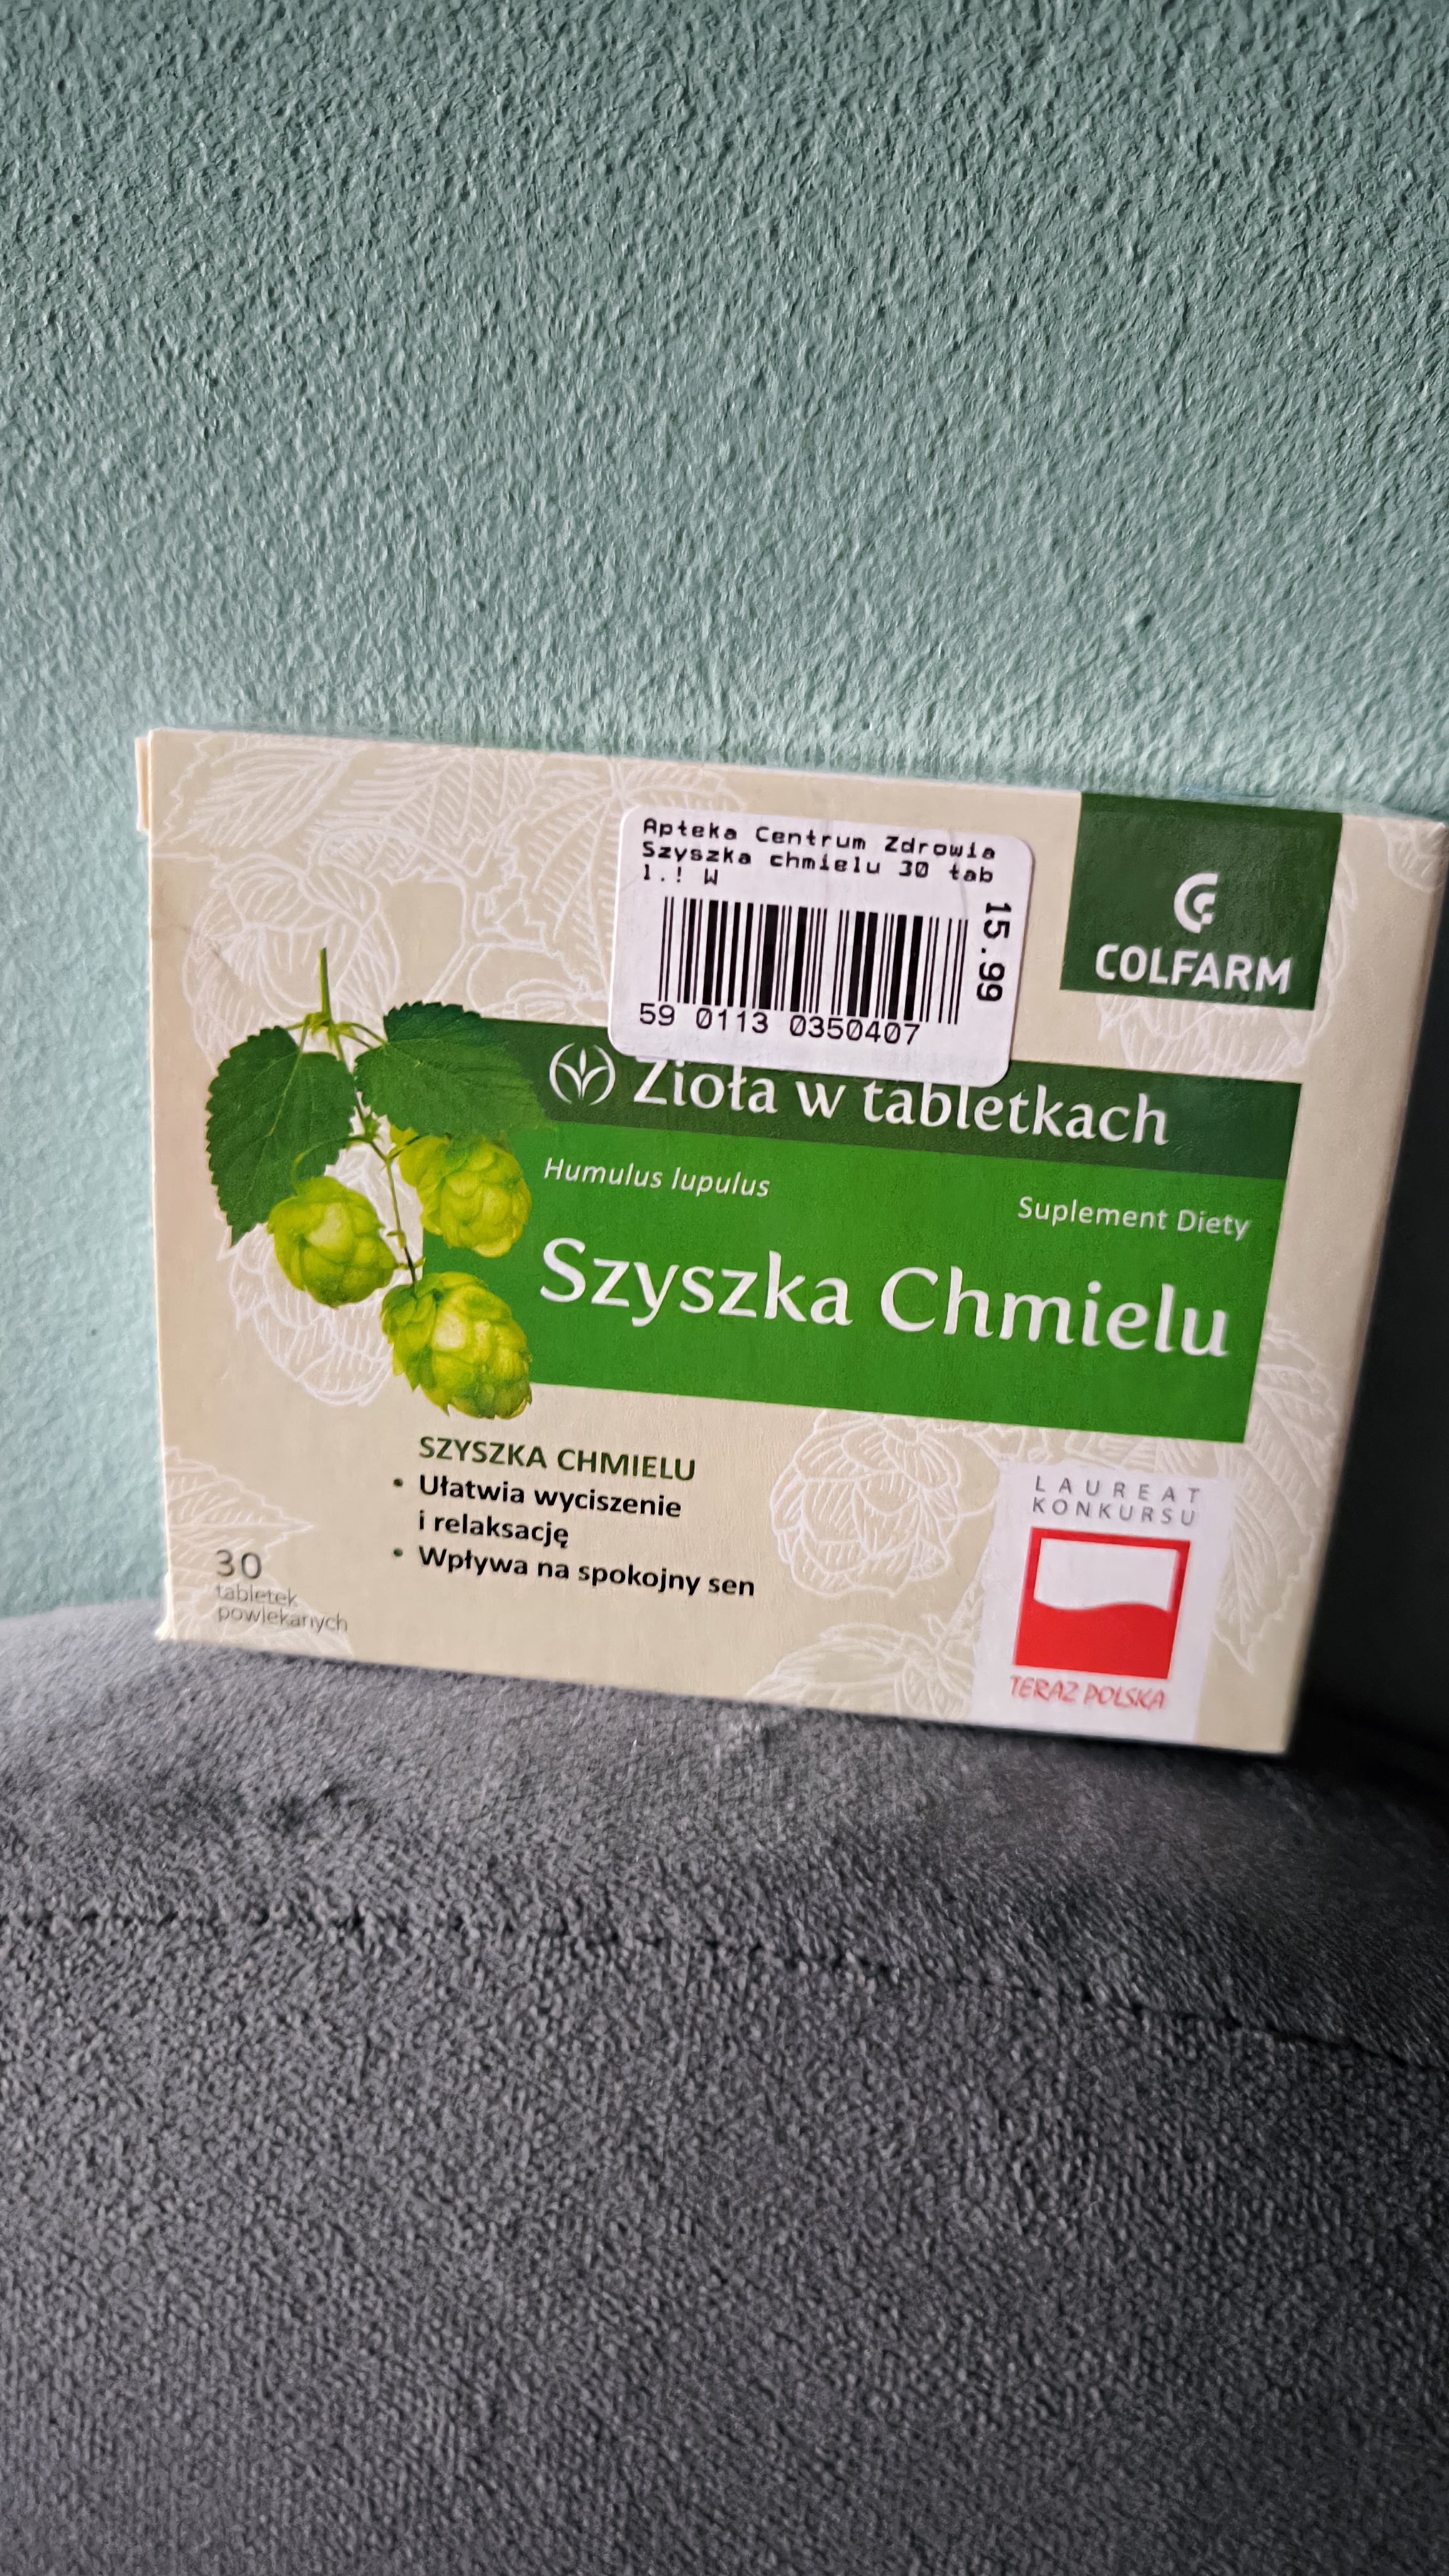 Apteka Centrum Zdrowia
Szyszka chmielu 30 tab
l.! W
15.99
59 0113 0350407
COLFARM
Zioła w tabletkach
Humulus lupulus
Suplement Diety
Szyszka Chmielu
SZYSZKA CHMIELU
• Ułatwia wyciszenie
i relaksację
• Wpływa na spokojny sen
30
tabletek
powlekanych
LAUREAT
KONKURSU
TERAZ POLSKA